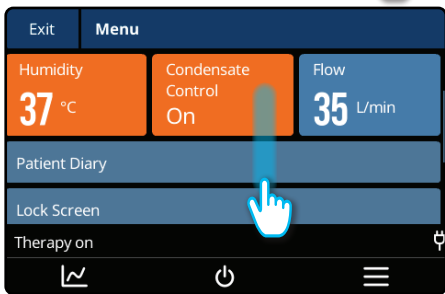 Exit Menu
Humidity
37 °C
Condensate
Control
On
Flow
35 L/min
Patient Diary
Lock Screen
Therapy on